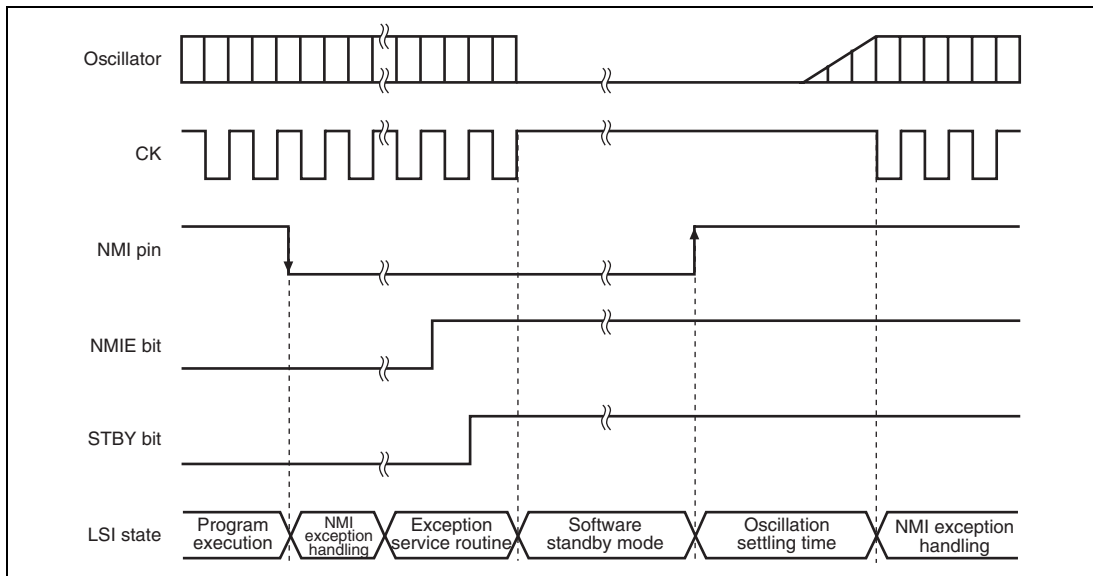 Oscillator
CK
NMI pin
NMIE bit
STBY bit
LSI state
Program
execution
NMI
exception
handling
Exception
service routine
Software
standby mode
Oscillation
settling time
NMI exception
handling